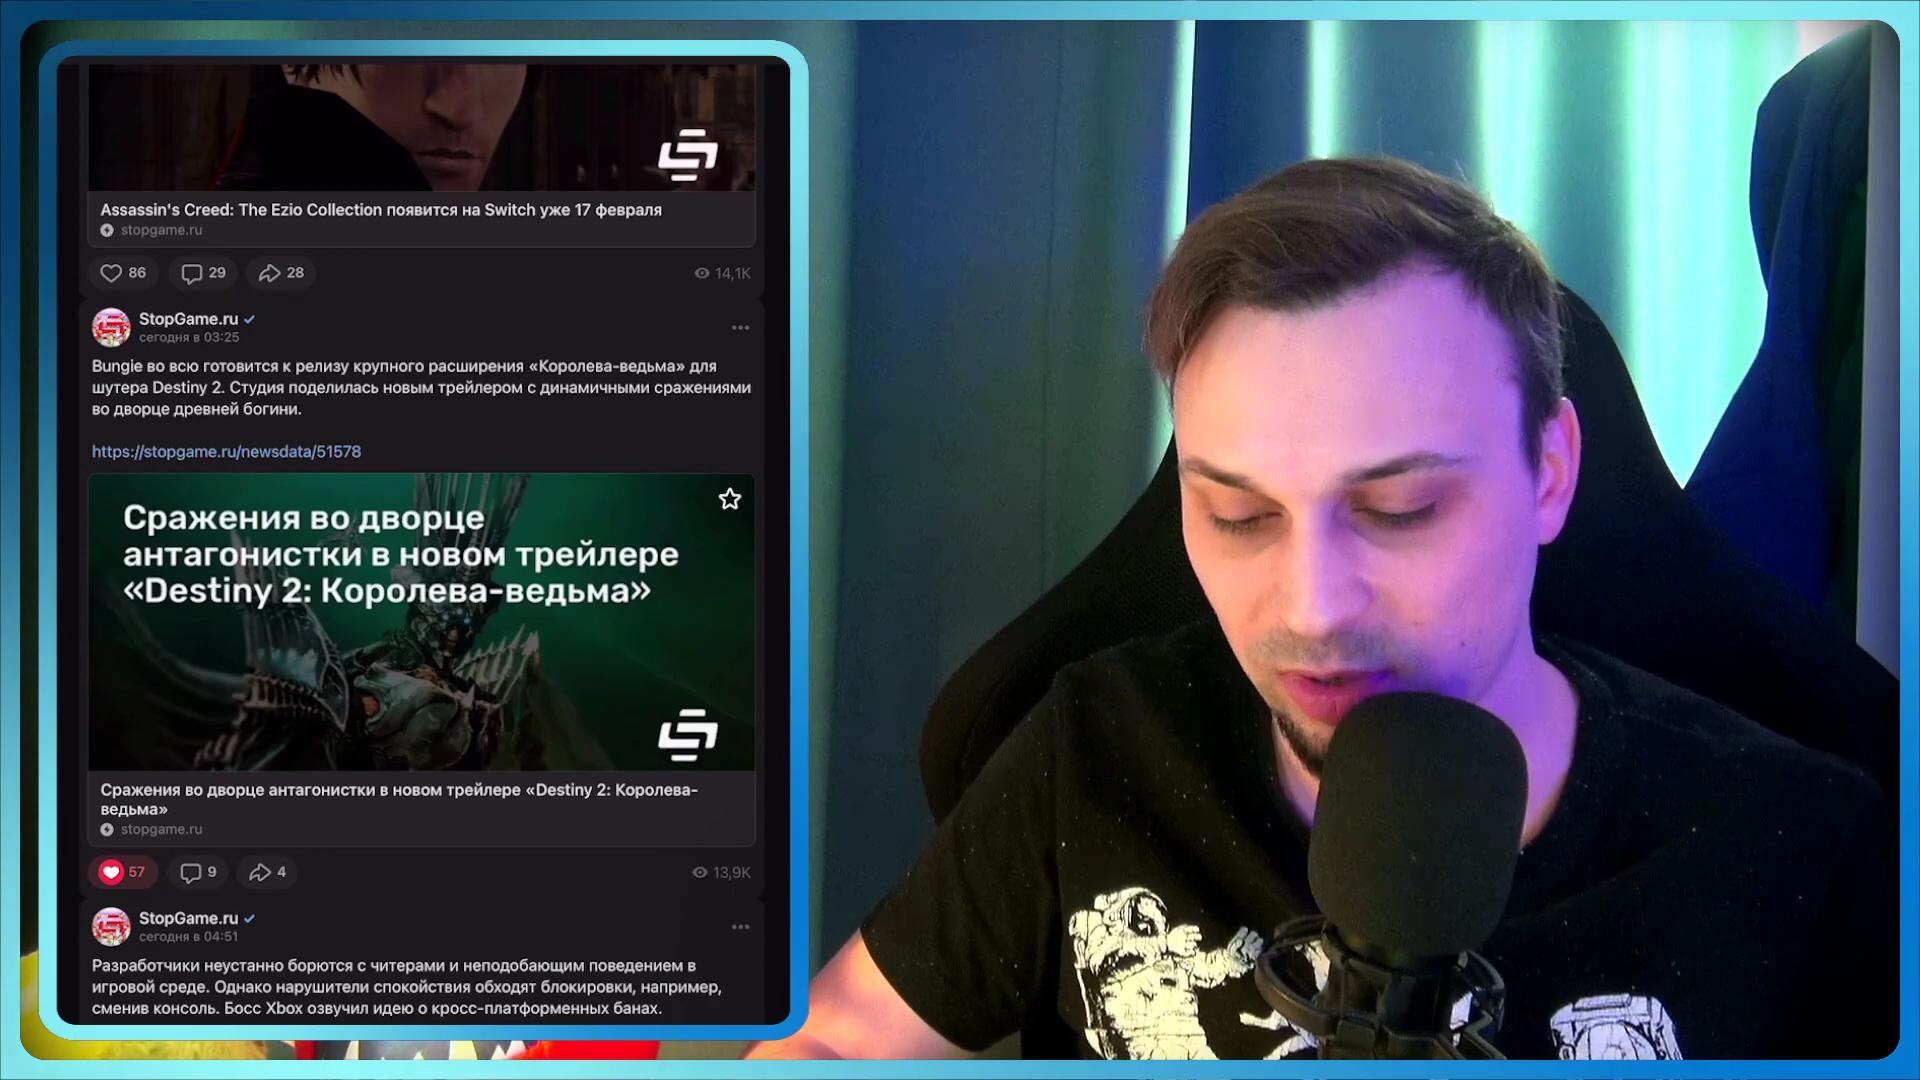 Assassin's Creed: The Ezio Collection появится на Switch уже 17 февраля
stopgame.ru
86 29 28 14,1K
StopGame.ru
сегодня в 03:25
Bungie во всю готовится к релизу крупного расширения «Королева-ведьма» для
шутера Destiny 2. Студия поделилась новым трейлером с динамичными сражениями
во дворце древней богини.
https://stopgame.ru/newsdata/51578
Сражения во дворце
антагонистки в новом трейлере
«Destiny 2: Королева-ведьма»
Сражения во дворце антагонистки в новом трейлере «Destiny 2: Королева-
ведьма»
stopgame.ru
57 9 4 13,9K
StopGame.ru
сегодня в 04:51
Разработчики неустанно борются с читерами и неподобающим поведением в
игровой среде. Однако нарушители спокойствия обходят блокировки, например,
сменив консоль. Босс Xbox озвучил идею о кросс-платформенных банах.